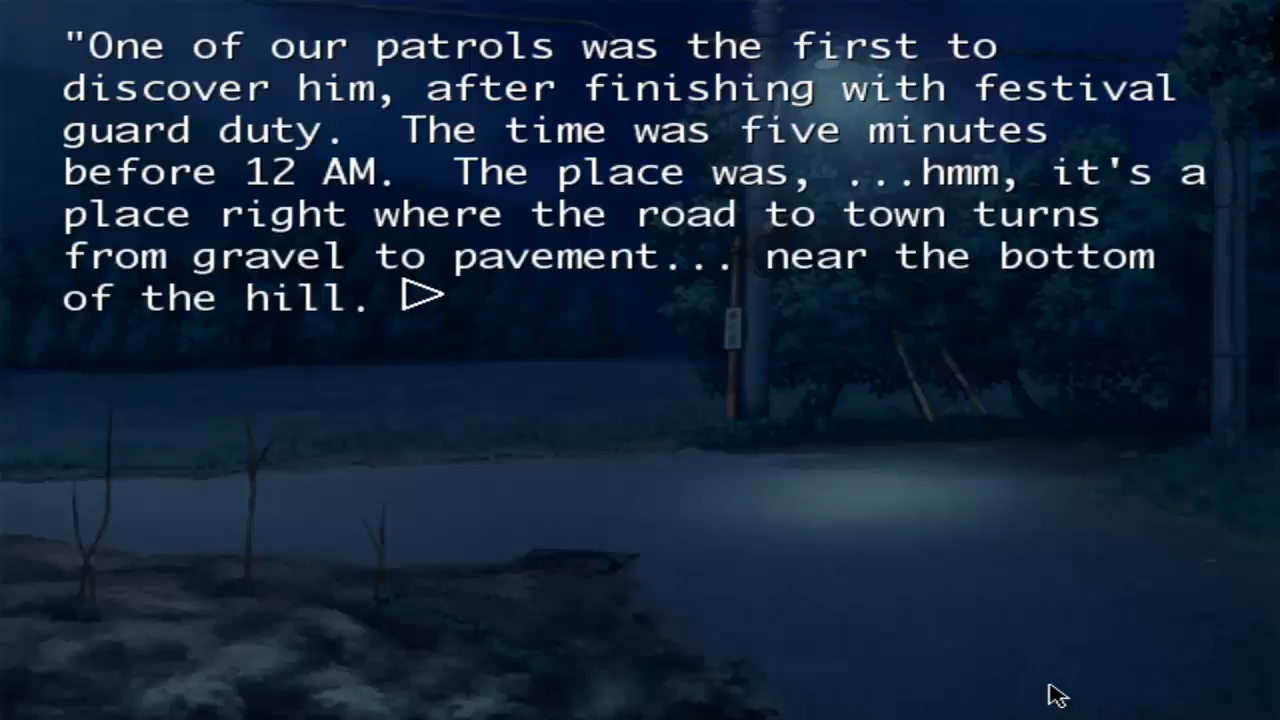 "One of our patrols was the first to
discover him, after finishing with festival
guard duty.  The time was five minutes
before 12 AM.  The place was, ...hmm, it's a
place right where the road to town turns
from gravel to pavement... near the bottom
of the hill.